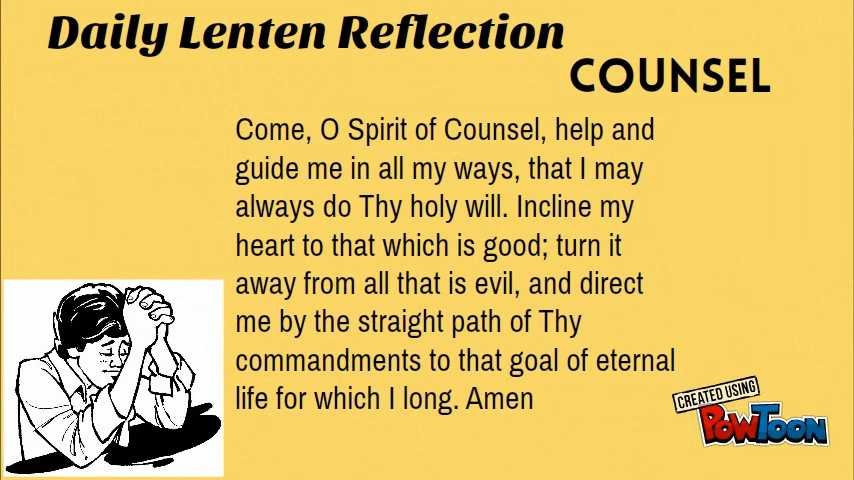 Daily Lenten Reflection
COUNSEL
Come, O Spirit of Counsel, help and
guide me in all my ways, that I may
always do Thy holy will. Incline my
heart to that which is good; turn it
away from all that is evil, and direct
me by the straight path of Thy
commandments to that goal of eternal
life for which I long. Amen
CREATED USING
POWTOON